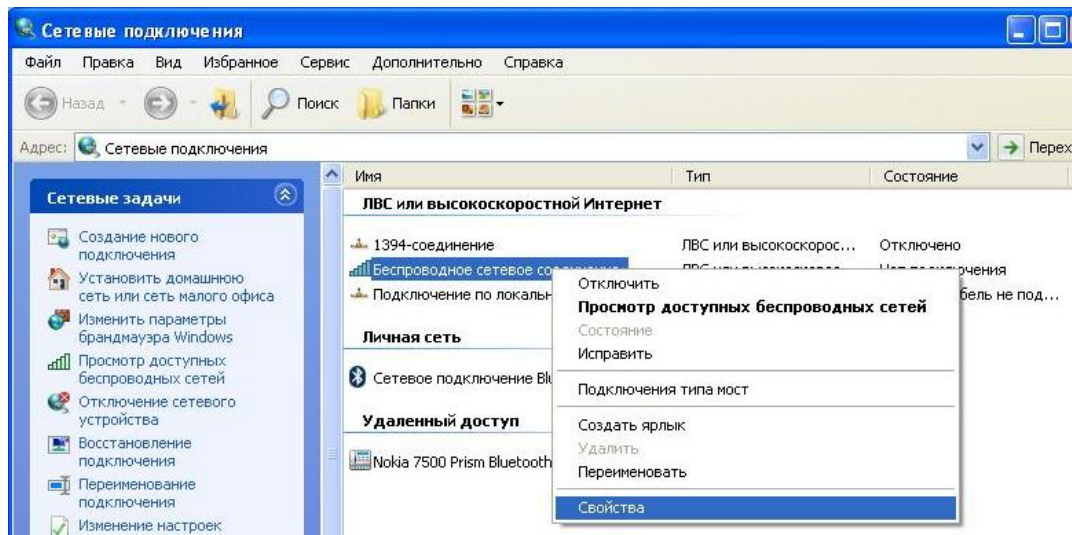 Сетевые подключения
Файл Правка Вид Избранное Сервис Дополнительно Справка
Назад Поиск Папки
Адрес: Сетевые подключения Перех
Имя Тип Состояние
Сетевые задачи
Создание нового
подключения
Установить домашнюю
сеть или сеть малого офиса
Изменить параметры
брандмауэра Windows
Просмотр доступных
беспроводных сетей
Отключение сетевого
устройства
Восстановление
подключения
Переименование
подключения
Изменение настроек
ЛВС или высокоскоростной Интернет
1394-соединение ЛВС или высокоскорос... Отключено
Беспроводное сетевое
Подключение по локальн бель не под...
Личная сеть
Сетевое подключение Blu
Удаленный доступ
Nokia 7500 Prism Bluetooth
Отключить
Просмотр доступных беспроводных сетей
Состояние
Исправить
Подключения типа мост
Создать ярлык
Удалить
Переименовать
Свойства